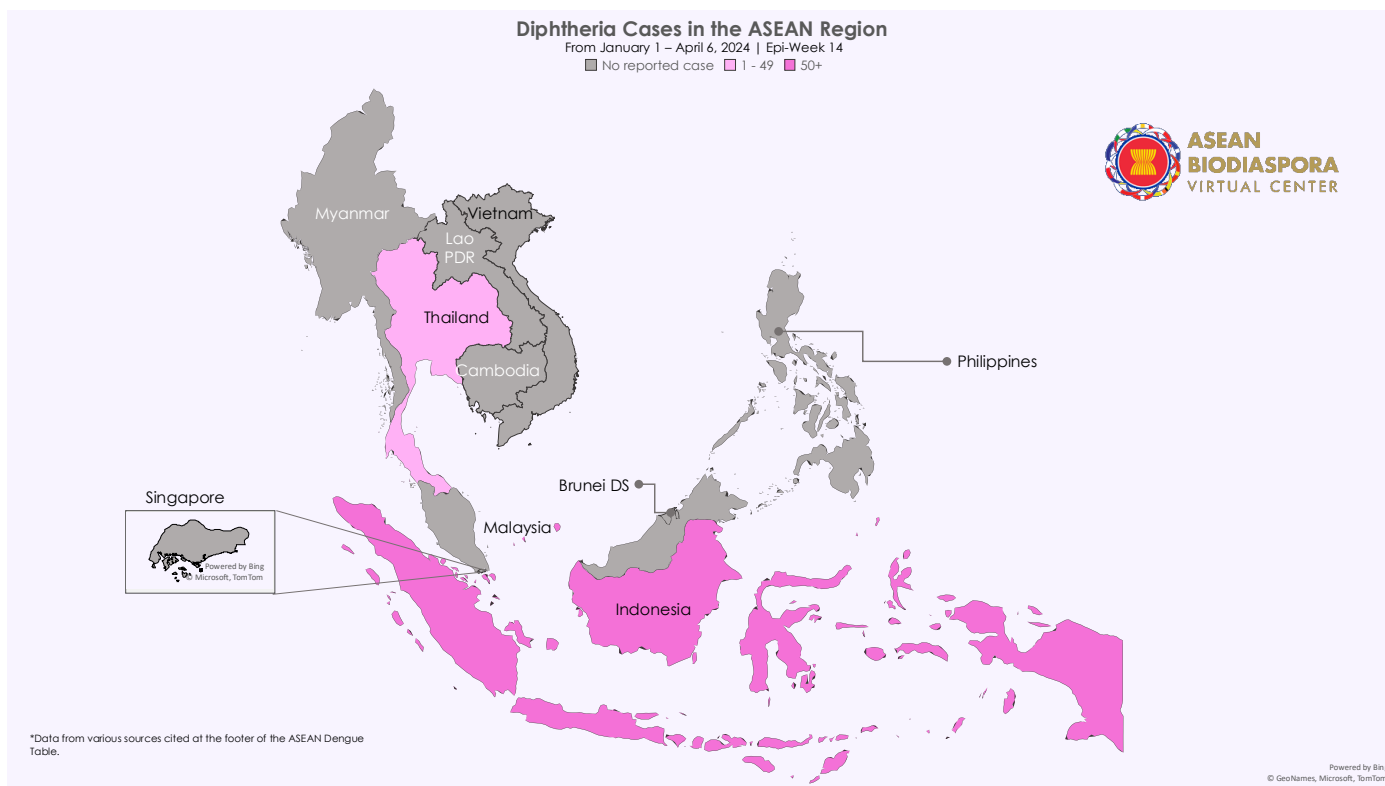 Diphtheria Cases in the ASEAN Region
From January 1 – April 6, 2024 | Epi-Week 14
No reported case 1 - 49 50+
ASEAN
BIODIASPORA
VIRTUAL CENTER
Myanmar
Vietnam
Lao
PDR
Thailand
Cambodia
Philippines
Brunei DS
Singapore
Malaysia
Powered by Bing
© Microsoft, TomTom
Indonesia
*Data from various sources cited at the footer of the ASEAN Dengue
Table.
Powered by Bin
© GeoNames, Microsoft, TomTom